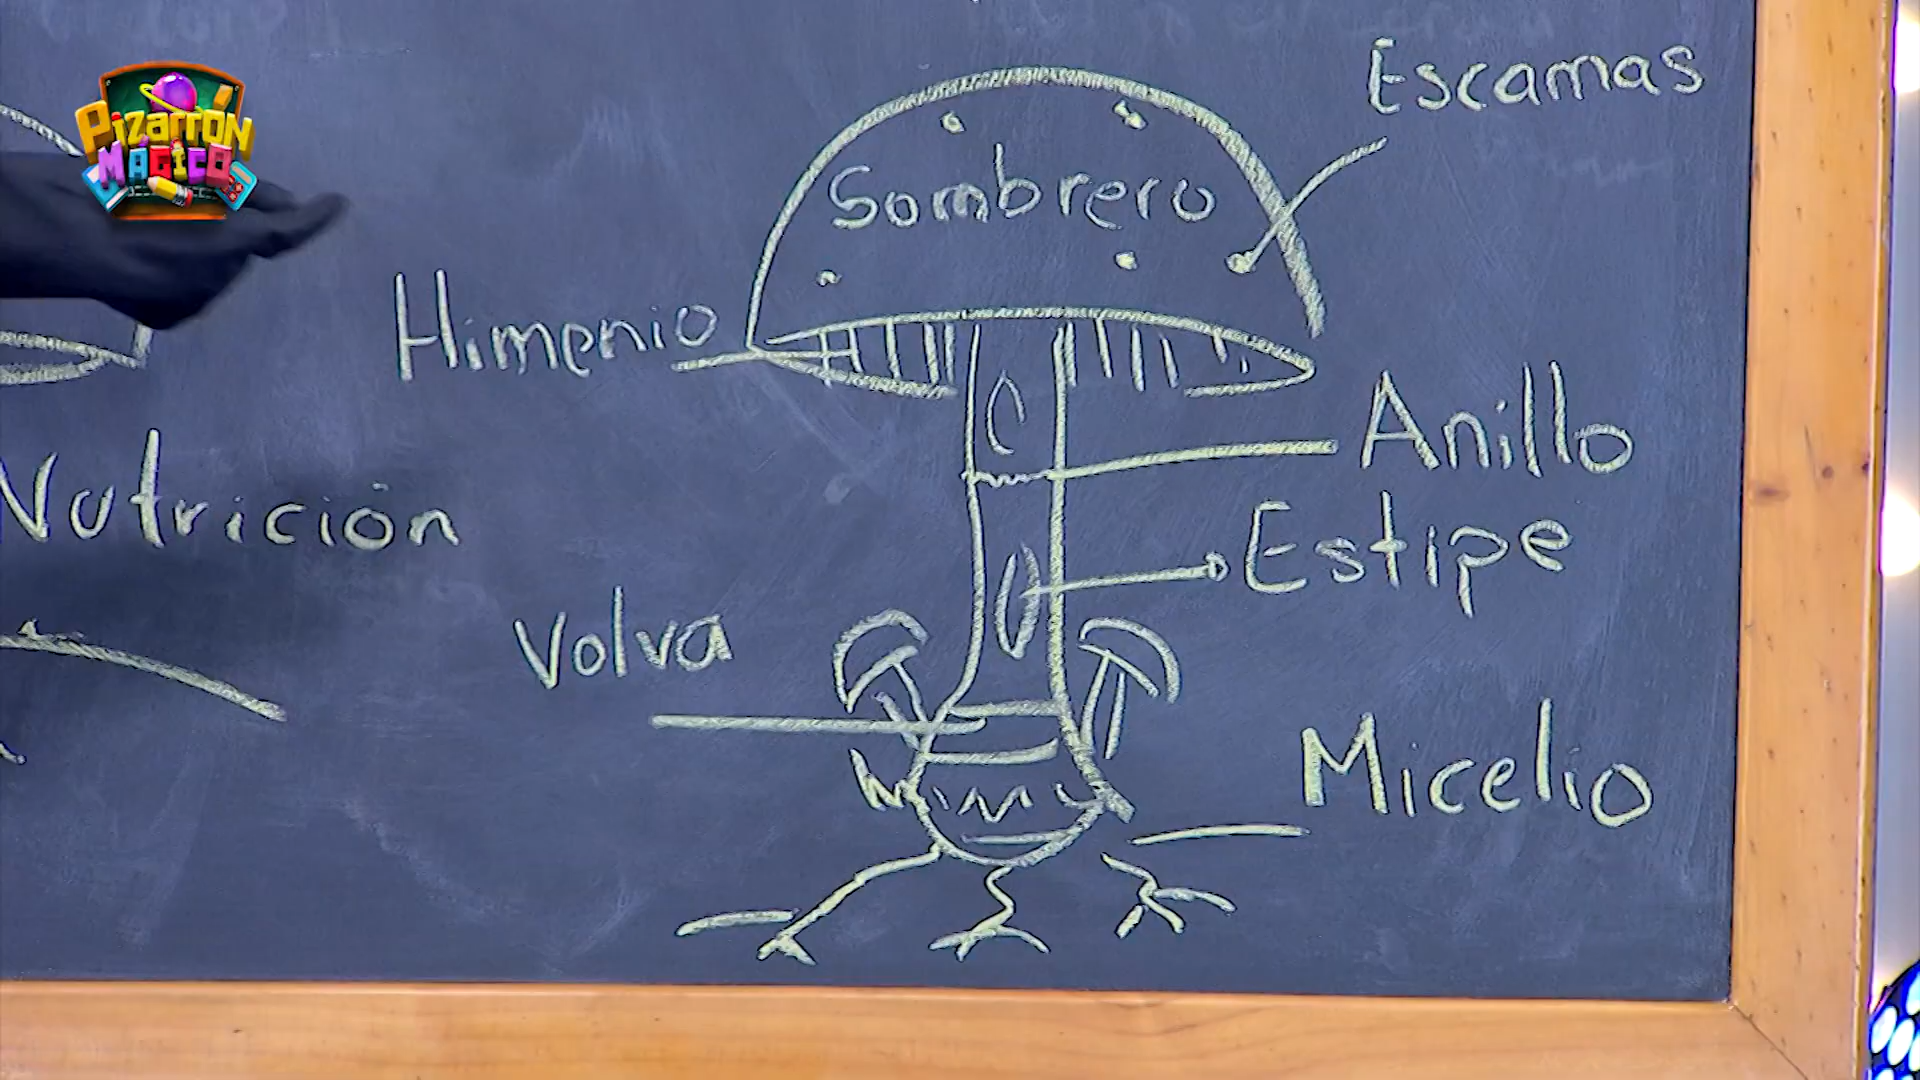 Pizarrón
Mágico
Escamas
Sombrero
Himenio
Anillo
Nutrición
Estipe
Volva
Micelio